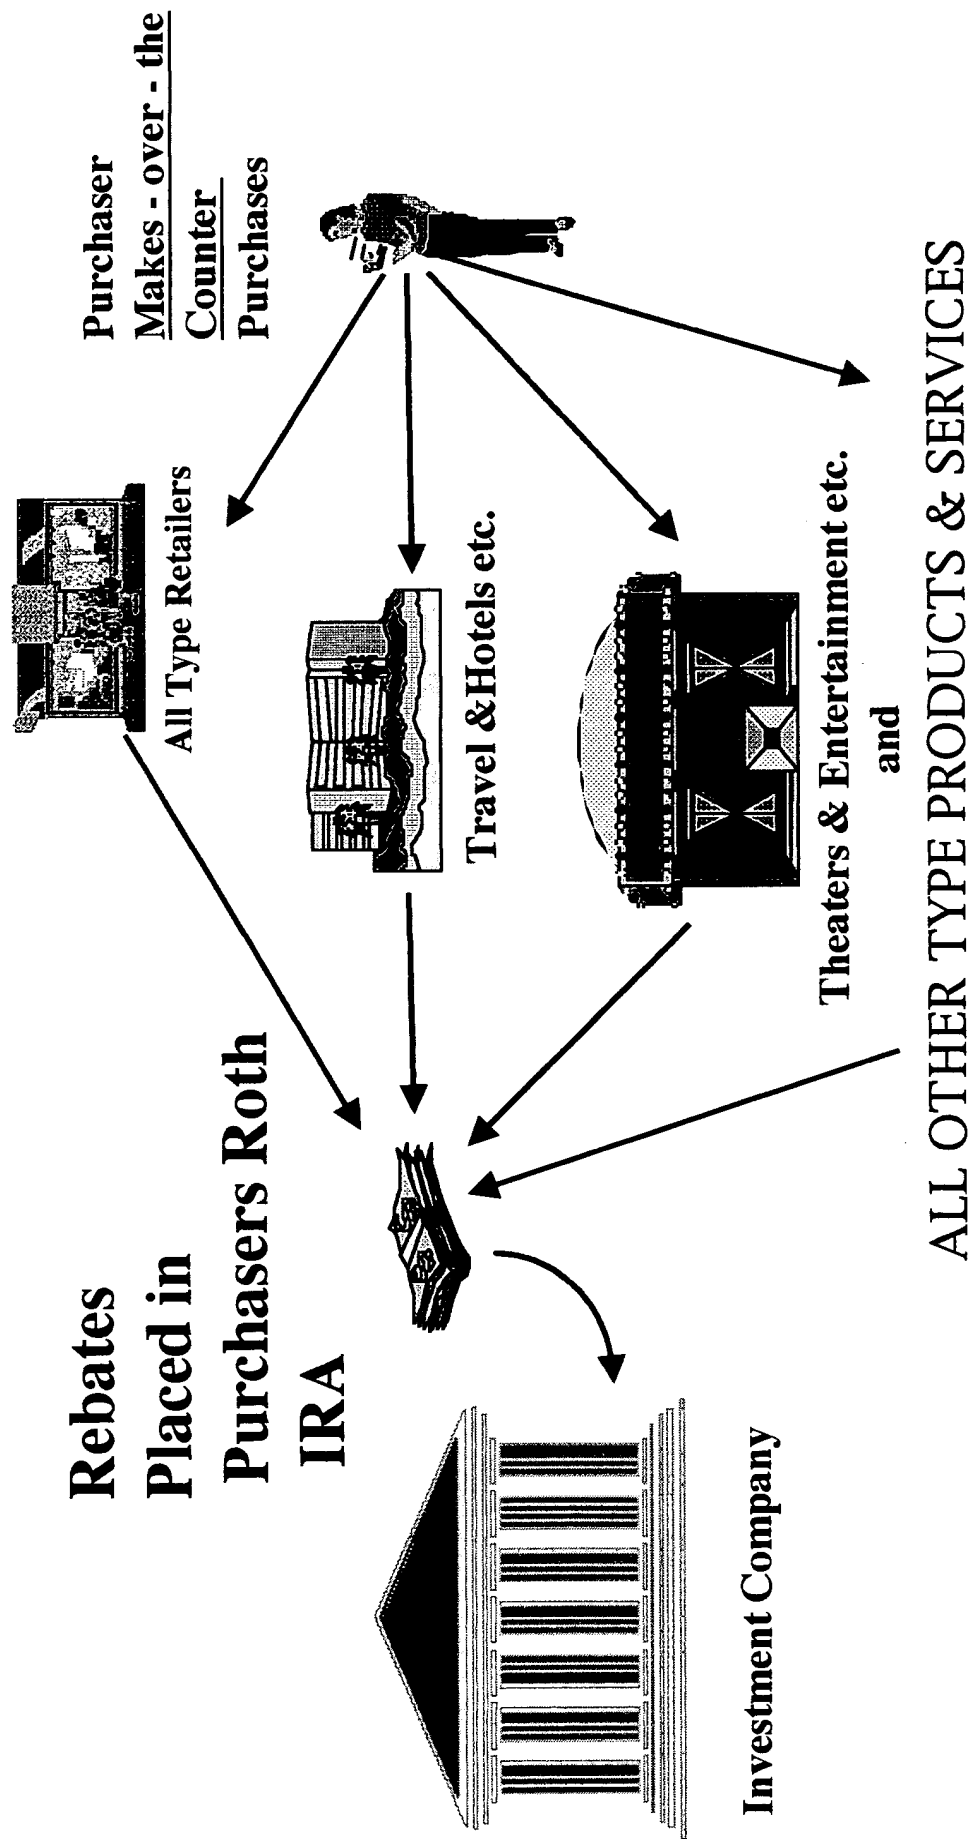 Rebates
Placed in
Purchasers Roth
IRA
Purchaser
Makes - over - the
Counter
Purchases
All Type Retailers
Travel &Hotels etc.
Theaters & Entertainment etc.
and
ALL OTHER TYPE PRODUCTS & SERVICES
Investment Company